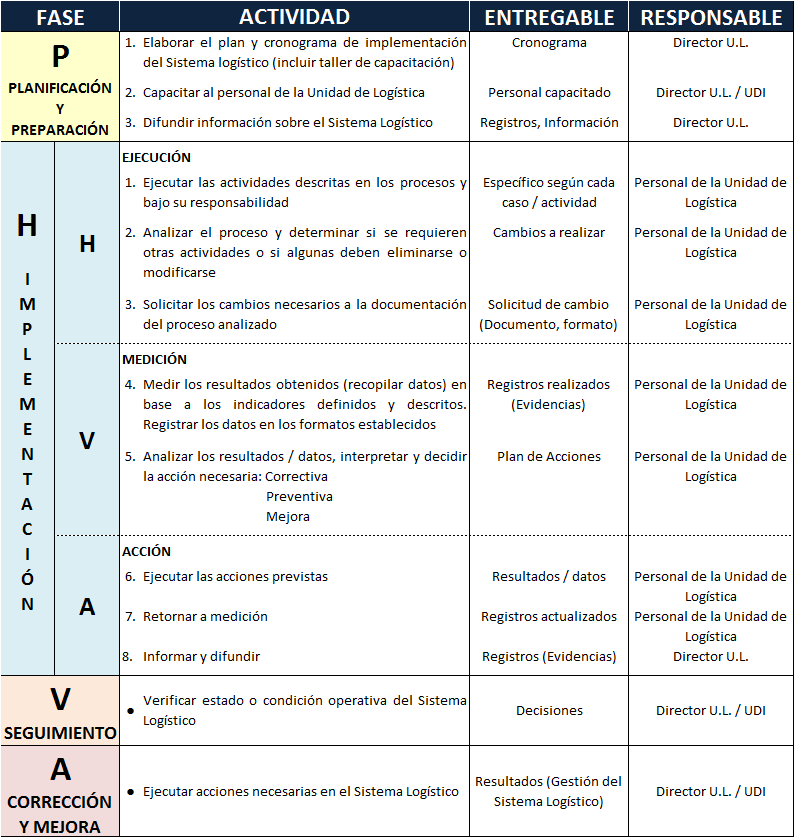 FASE ACTIVIDAD ENTREGABLE RESPONSABLE
P
PLANIFICACIÓN
Y
PREPARACIÓN
1. Elaborar el plan y cronograma de implementación
del Sistema logístico (incluir taller de capacitación)
Cronograma
Director U.L.
2. Capacitar al personal de la Unidad de Logística
Personal capacitado
Director U.L. / UDI
3. Difundir información sobre el Sistema Logístico
Registros, Información
Director U.L.
H
I
M
P
L
E
M
E
N
T
A
C
I
Ó
N
H
EJECUCIÓN
1. Ejecutar las actividades descritas en los procesos y
bajo su responsabilidad
Específico según cada
caso / actividad
Personal de la Unidad de
Logística
2. Analizar el proceso y determinar si se requieren
otras actividades o si algunas deben eliminarse o
modificarse
Cambios a realizar
Personal de la Unidad de
Logística
3. Solicitar los cambios necesarios a la documentación
del proceso analizado
Solicitud de cambio
(Documento, formato)
Personal de la Unidad de
Logística
V
MEDICIÓN
4. Medir los resultados obtenidos (recopilar datos) en
base a los indicadores definidos y descritos.
Registrar los datos en los formatos establecidos
Registros realizados
(Evidencias)
Personal de la Unidad de
Logística
5. Analizar los resultados / datos, interpretar y decidir
la acción necesaria: Correctiva
Preventiva
Mejora
Plan de Acciones
Personal de la Unidad de
Logística
A
ACCIÓN
6. Ejecutar las acciones previstas
Resultados / datos
Personal de la Unidad de
Logística
7. Retornar a medición
Registros actualizados
Personal de la Unidad de
Logística
8. Informar y difundir
Registros (Evidencias)
Director U.L.
V
SEGUIMIENTO
● Verificar estado o condición operativa del Sistema
Logístico
Decisiones
Director U.L. / UDI
A
CORRECCIÓN
Y MEJORA
● Ejecutar acciones necesarias en el Sistema Logístico
Resultados (Gestión del
Sistema Logístico)
Director U.L. / UDI